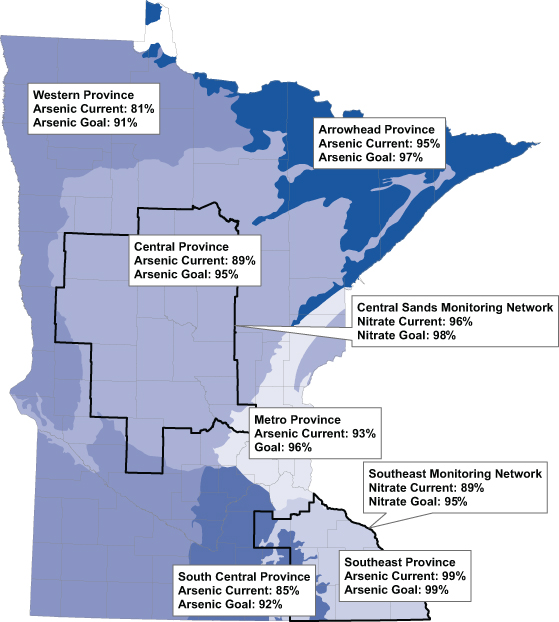 Western Province
Arsenic Current: 81%
Arsenic Goal: 91%
Arrowhead Province
Arsenic Current: 95%
Arsenic Goal: 97%
Central Province
Arsenic Current: 89%
Arsenic Goal: 95%
Central Sands Monitoring Network
Nitrate Current: 96%
Nitrate Goal: 98%
Metro Province
Arsenic Current: 93%
Goal: 96%
Southeast Monitoring Network
Nitrate Current: 89%
Nitrate Goal: 95%
Southeast Province
Arsenic Current: 99%
Arsenic Goal: 99%
South Central Province
Arsenic Current: 85%
Arsenic Goal: 92%